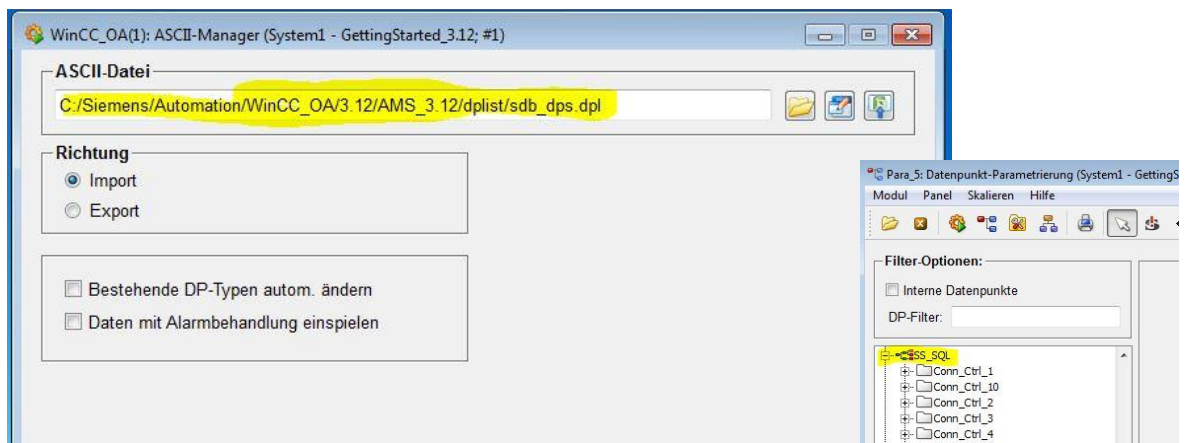 WinCC_OA(1): ASCII-Manager (System1 - GettingStarted_3.12; #1)
ASCII-Datei
C:/Siemens/Automation/WinCC_OA/3.12/AMS_3.12/dplist/sdb_dps.dpl
Richtung
Import
Export
Bestehende DP-Typen autom. ändern
Daten mit Alarmbehandlung einspielen
Para_5: Datenpunkt-Parametrierung (System1 - GettingS
Modul Panel Skalieren Hilfe
Filter-Optionen:
Interne Datenpunkte
DP-Filter:
SS_SQL
Conn_Ctrl_1
Conn_Ctrl_10
Conn_Ctrl_2
Conn_Ctrl_3
Conn_Ctrl_4